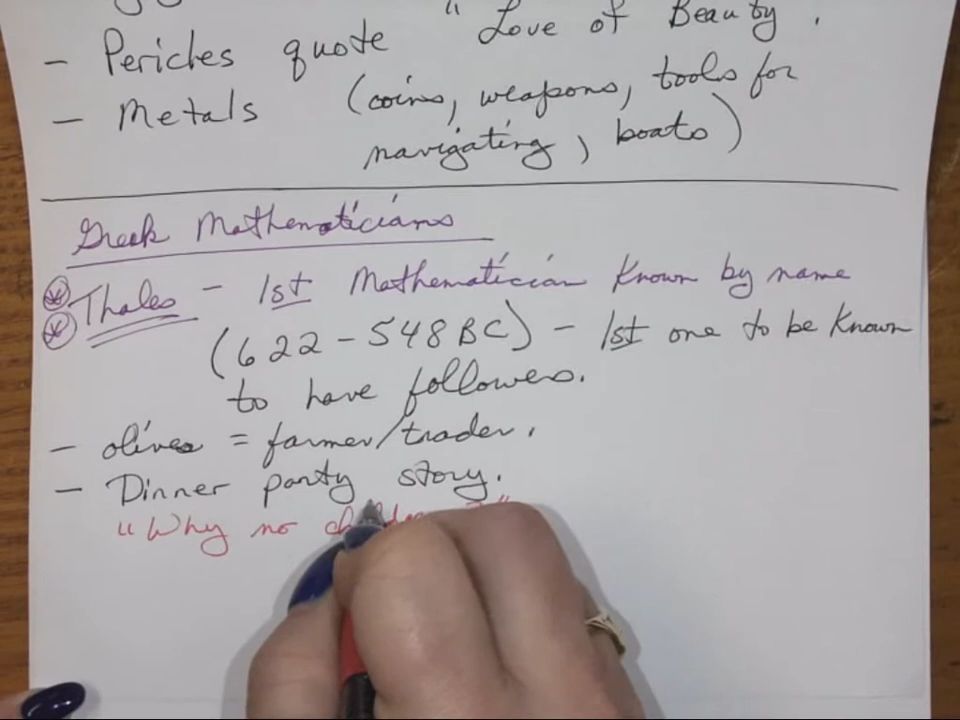 - Pericles quote " Love of Beauty .
- Metals (coins, weapons, tools for
navigating, boats)
Greek Mathematicians
Thales - 1st Mathematician Known by name
(622-548 BC) - 1st one to be known
to have followers.
- olives = farmer/trader.
- Dinner party story.
"Why no